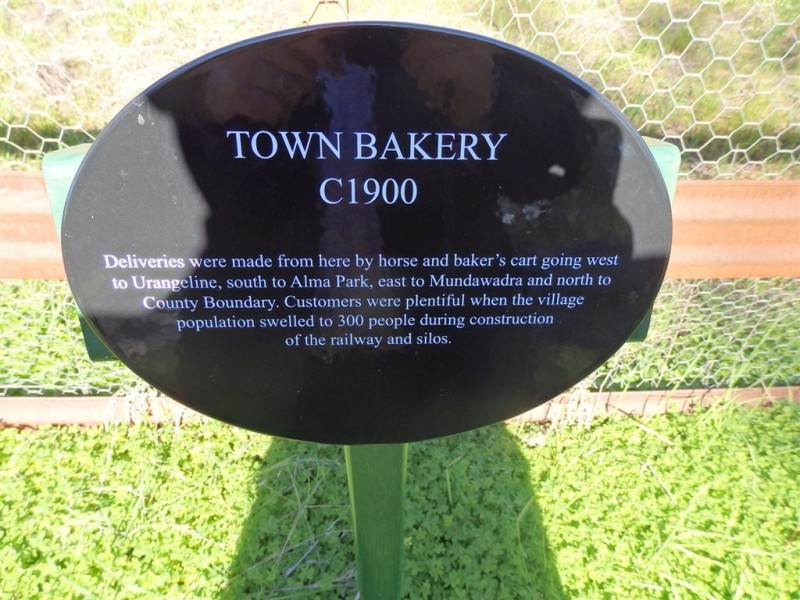 TOWN BAKERY
C1900
Deliveries were made from here by horse and baker's cart going west
to Urangeline, south to Alma Park, east to Mundawadra and north to
County Boundary. Customers were plentiful when the village
population swelled to 300 people during construction
of the railway and silos.